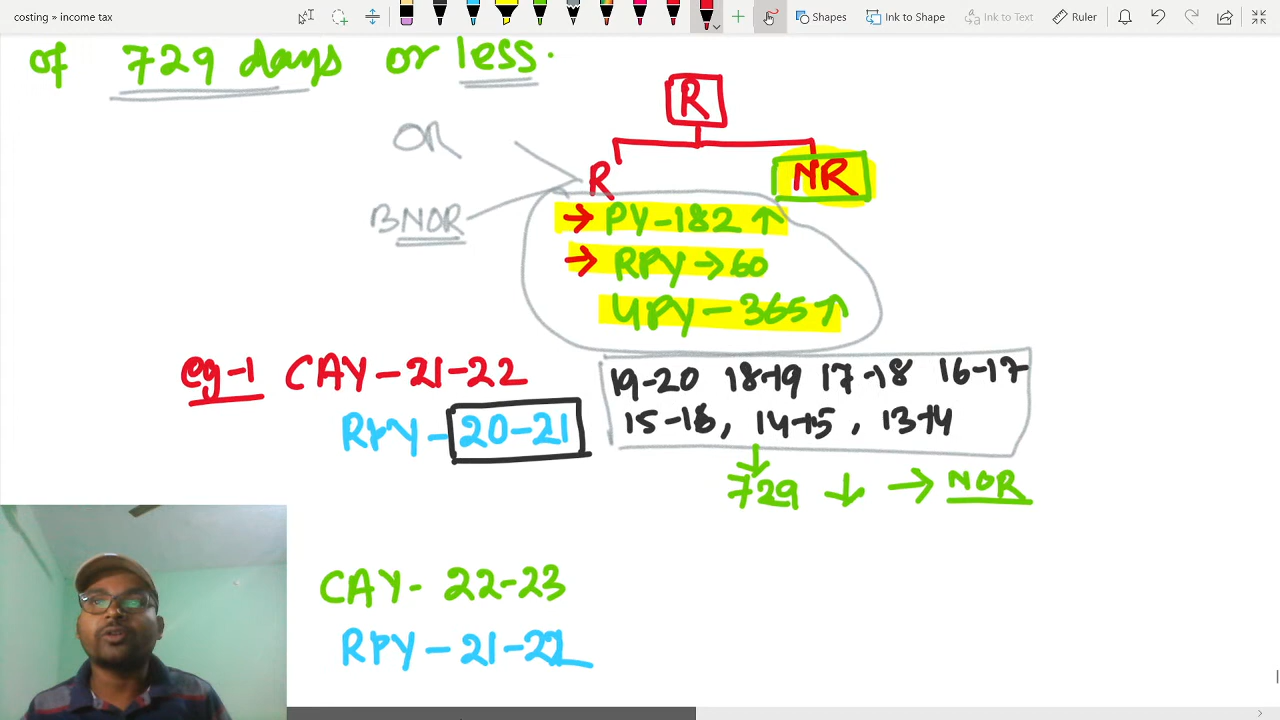 costing » income tax
Shapes
Ink to Shape
Ink to Text
Ruler
of 729 days or less.
R
OR
R
NR
BNOR
→ PY-182↑
→ RPY → 60
4PY - 365↑
eg-1 CAY - 21-22
19-20 18-19 17-18 16-17
RPY - 20-21
15-16, 14-15, 13-14
↓
729 ↓ → NOR
CAY - 22-23
RPY - 21-22